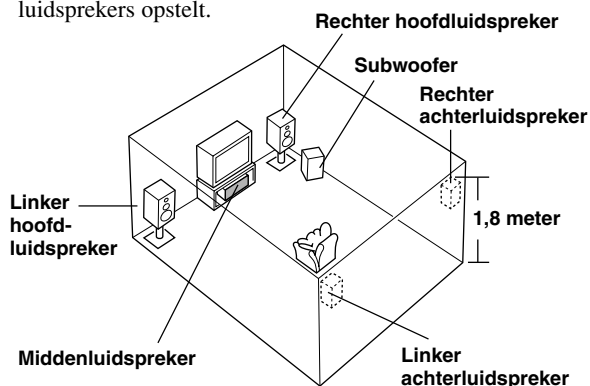 luidsprekers opstelt.
Rechter hoofdluidspreker
Subwoofer
Rechter
achterluidspreker
Linker
hoofd-
luidspreker
1,8 meter
Middenluidspreker
Linker
achterluidspreker